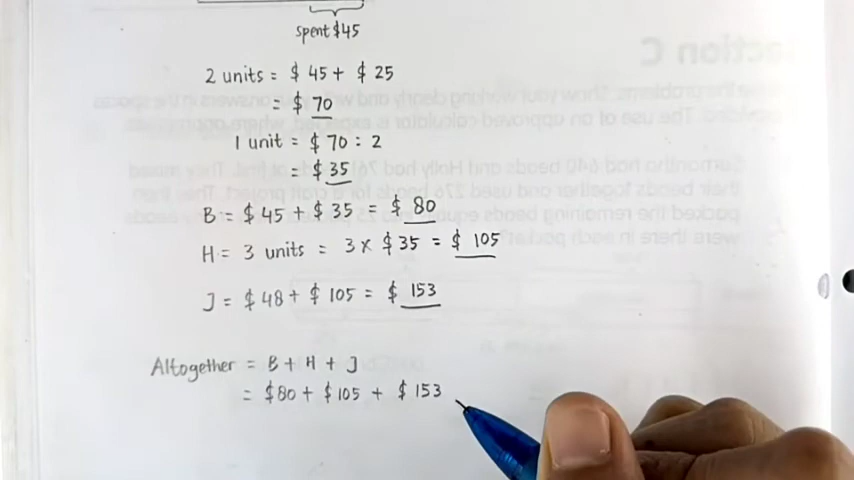 spent $45
2 units = $ 45 + $ 25
= $ 70
1 unit = $ 70 : 2
= $ 35
B = $ 45 + $ 35 = $ 80
H = 3 units = 3 x $ 35 = $ 105
J = $ 48 + $ 105 = $ 153
Altogether = B + H + J
= $80 + $ 105 + $ 153